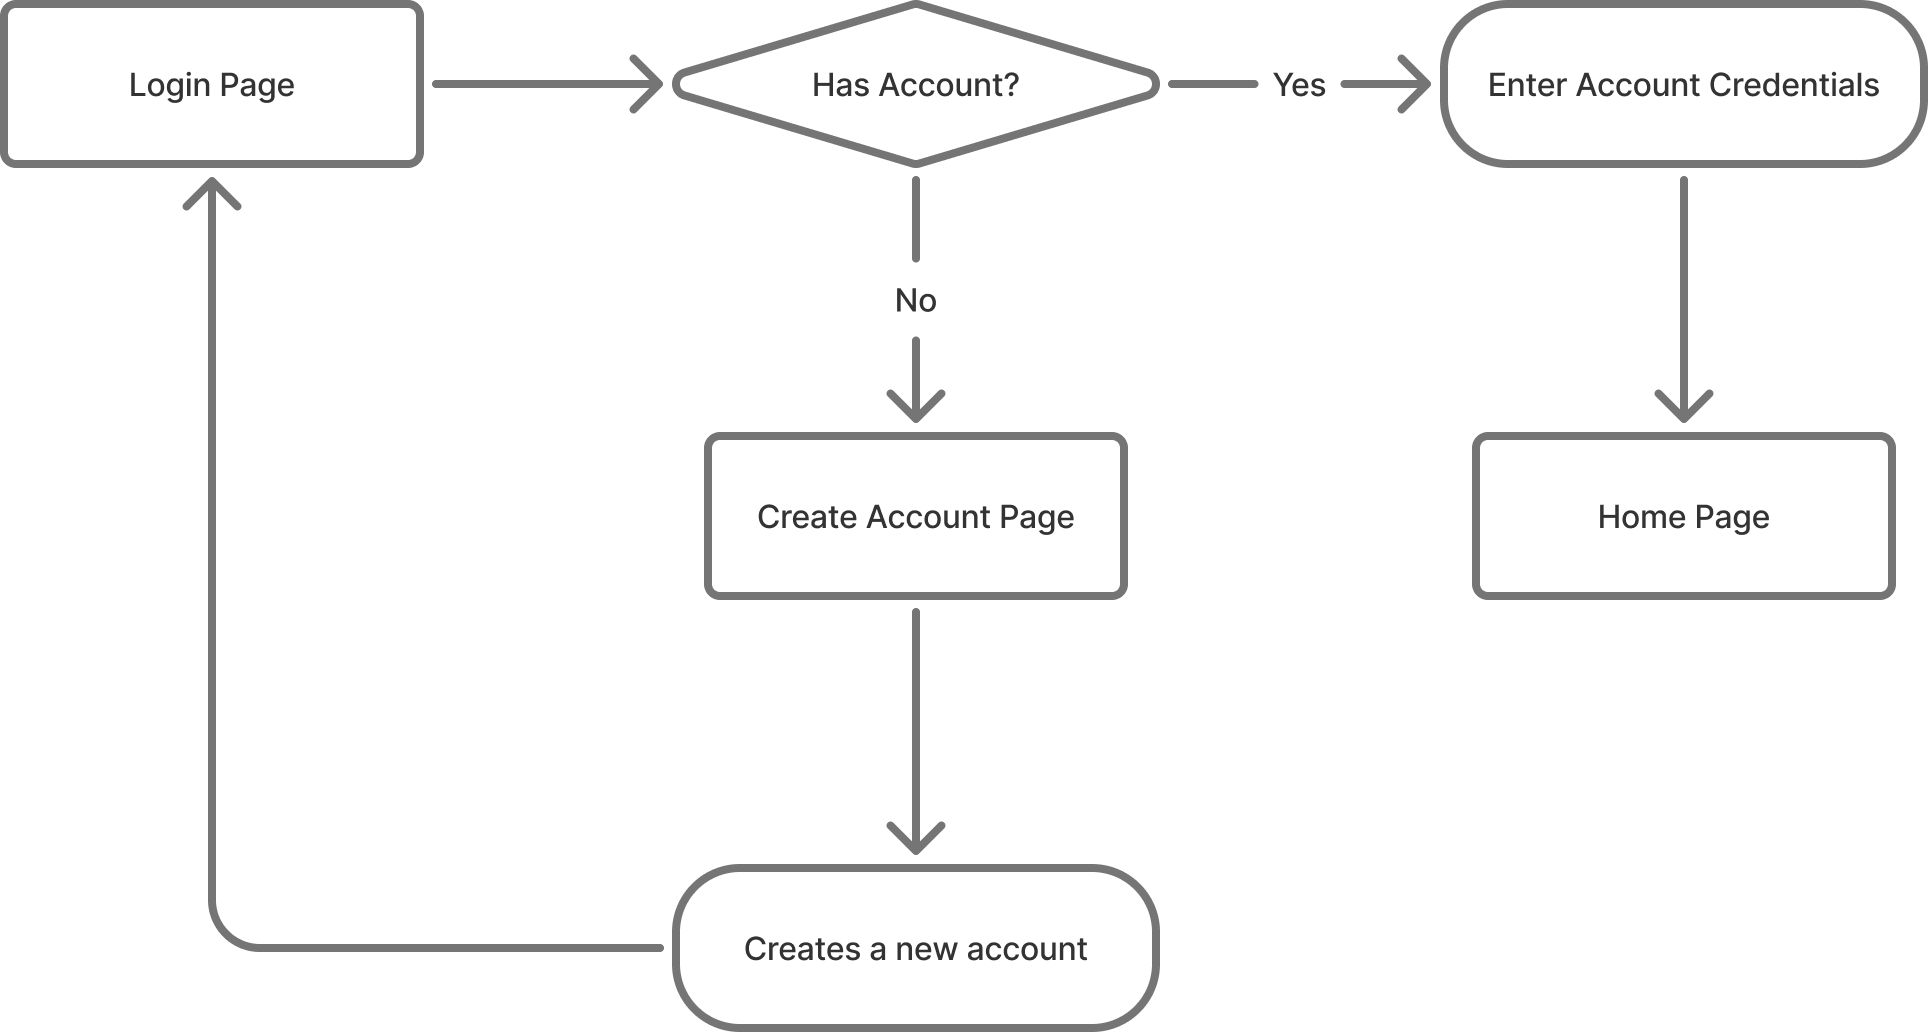 Login Page
Has Account?
Yes
Enter Account Credentials
No
Create Account Page
Home Page
Creates a new account